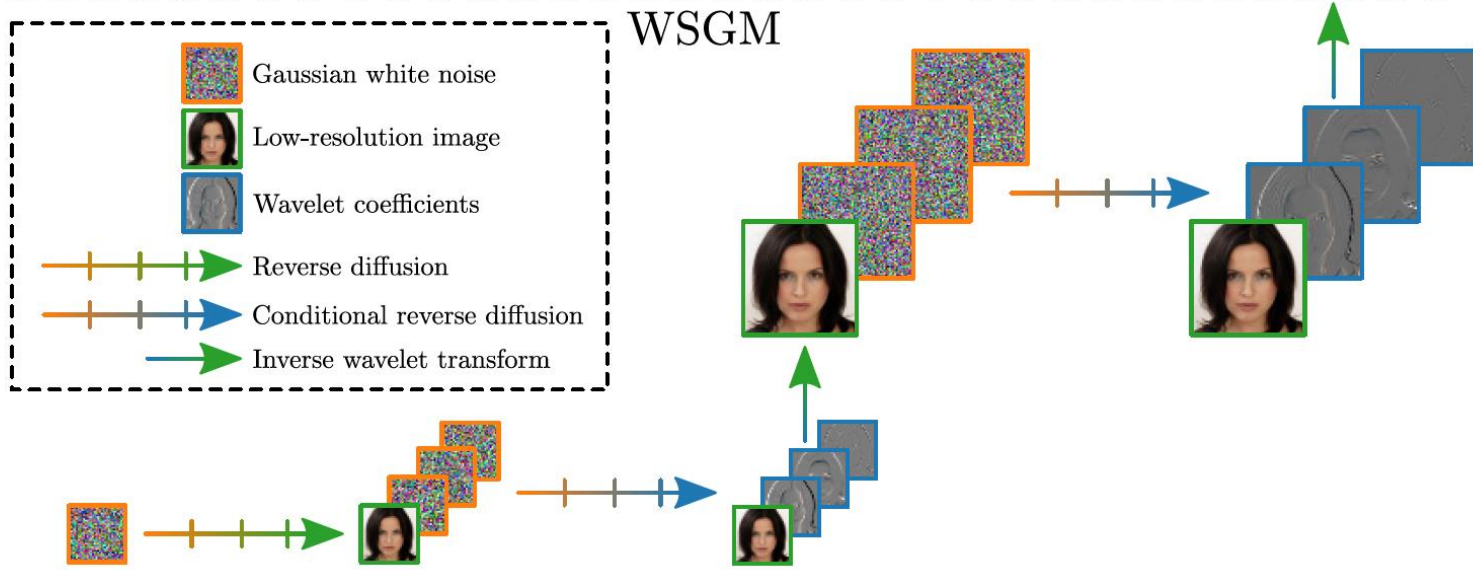 WSGM
Gaussian white noise
Low-resolution image
Wavelet coefficients
Reverse diffusion
Conditional reverse diffusion
Inverse wavelet transform